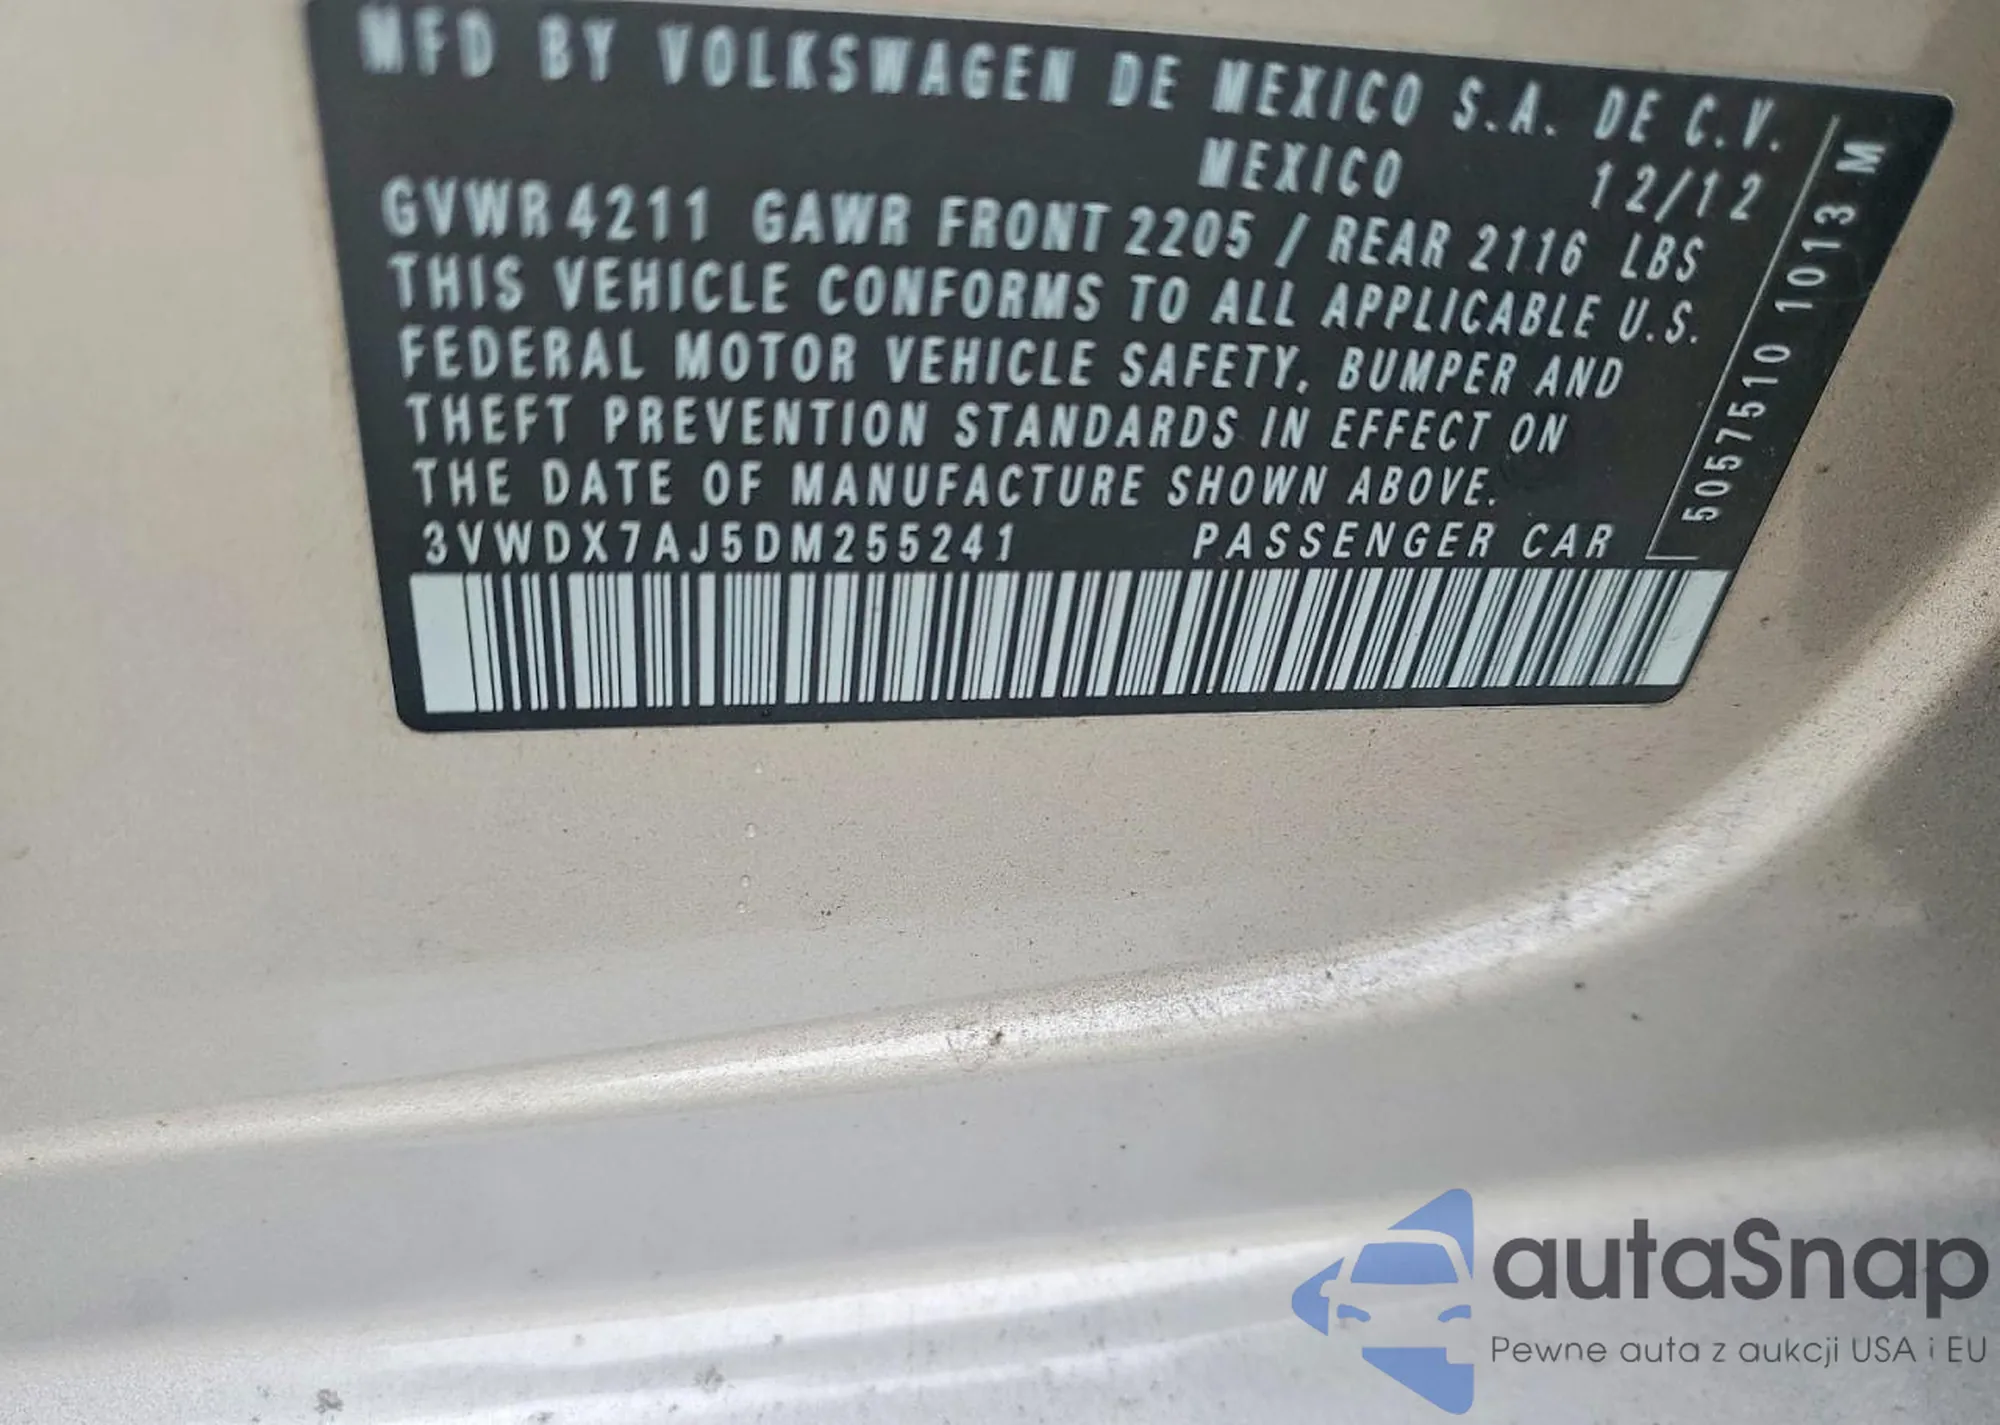 MFD BY VOLKSWAGEN DE MEXICO S.A. DE C.V.
MEXICO 12/12
GVWR 4211 GAWR FRONT 2205 / REAR 2116 LBS
THIS VEHICLE CONFORMS TO ALL APPLICABLE U.S.
FEDERAL MOTOR VEHICLE SAFETY, BUMPER AND
THEFT PREVENTION STANDARDS IN EFFECT ON
THE DATE OF MANUFACTURE SHOWN ABOVE.
3VWDX7AJ5DM255241 PASSENGER CAR
5057510 1013 M
autaSnap
Pewne auta z aukcji USA i EU